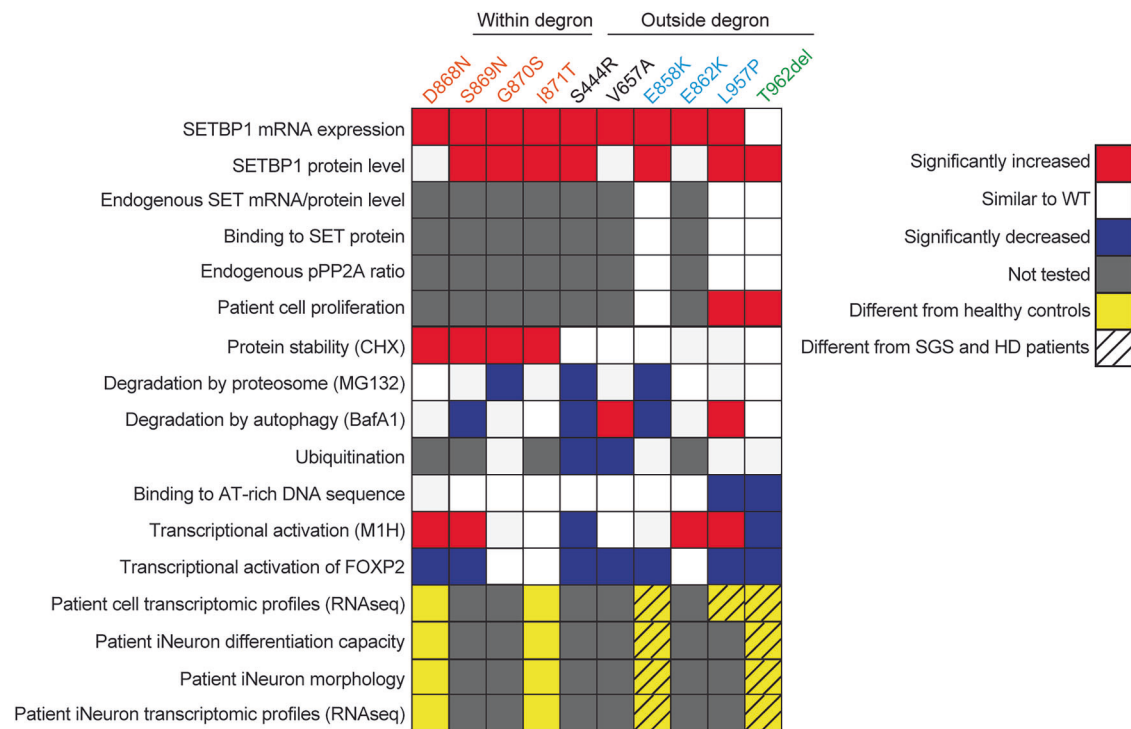 Within degron
Outside degron
D868N
S869N
G870S
I871T
S444R
V657A
E858K
E862K
L957P
T962del
SETBP1 mRNA expression
SETBP1 protein level
Endogenous SET mRNA/protein level
Binding to SET protein
Endogenous pPP2A ratio
Patient cell proliferation
Protein stability (CHX)
Degradation by proteosome (MG132)
Degradation by autophagy (BafA1)
Ubiquitination
Binding to AT-rich DNA sequence
Transcriptional activation (M1H)
Transcriptional activation of FOXP2
Patient cell transcriptomic profiles (RNAseq)
Patient iNeuron differentiation capacity
Patient iNeuron morphology
Patient iNeuron transcriptomic profiles (RNAseq)
Significantly increased
Similar to WT
Significantly decreased
Not tested
Different from healthy controls
Different from SGS and HD patients